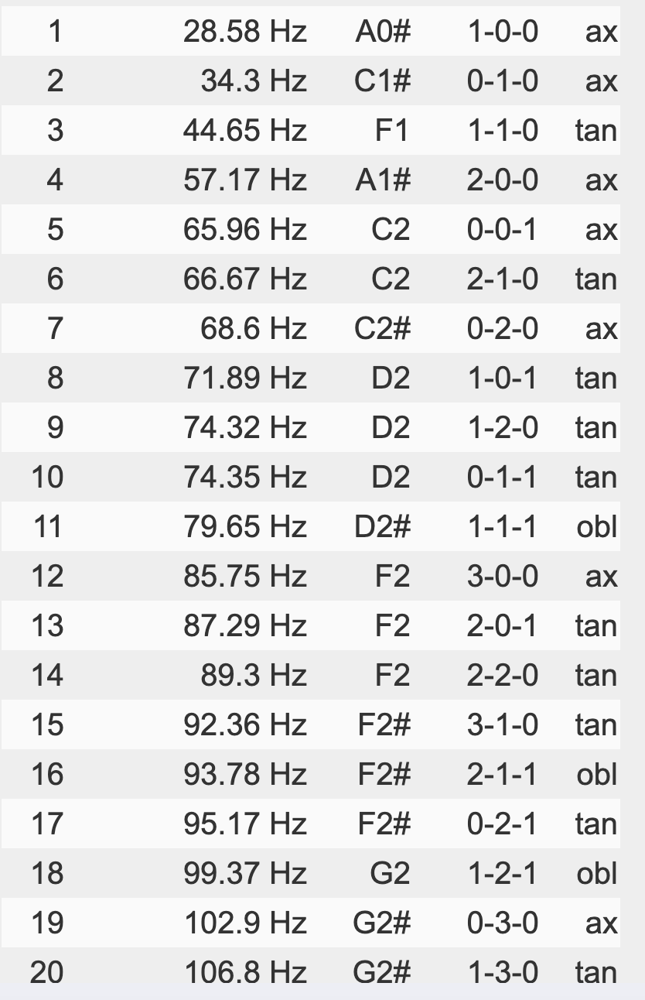 1 28.58 Hz A0# 1-0-0 ax
2 34.3 Hz C1# 0-1-0 ax
3 44.65 Hz F1 1-1-0 tan
4 57.17 Hz A1# 2-0-0 ax
5 65.96 Hz C2 0-0-1 ax
6 66.67 Hz C2 2-1-0 tan
7 68.6 Hz C2# 0-2-0 ax
8 71.89 Hz D2 1-0-1 tan
9 74.32 Hz D2 1-2-0 tan
10 74.35 Hz D2 0-1-1 tan
11 79.65 Hz D2# 1-1-1 obl
12 85.75 Hz F2 3-0-0 ax
13 87.29 Hz F2 2-0-1 tan
14 89.3 Hz F2 2-2-0 tan
15 92.36 Hz F2# 3-1-0 tan
16 93.78 Hz F2# 2-1-1 obl
17 95.17 Hz F2# 0-2-1 tan
18 99.37 Hz G2 1-2-1 obl
19 102.9 Hz G2# 0-3-0 ax
20 106.8 Hz G2# 1-3-0 tan